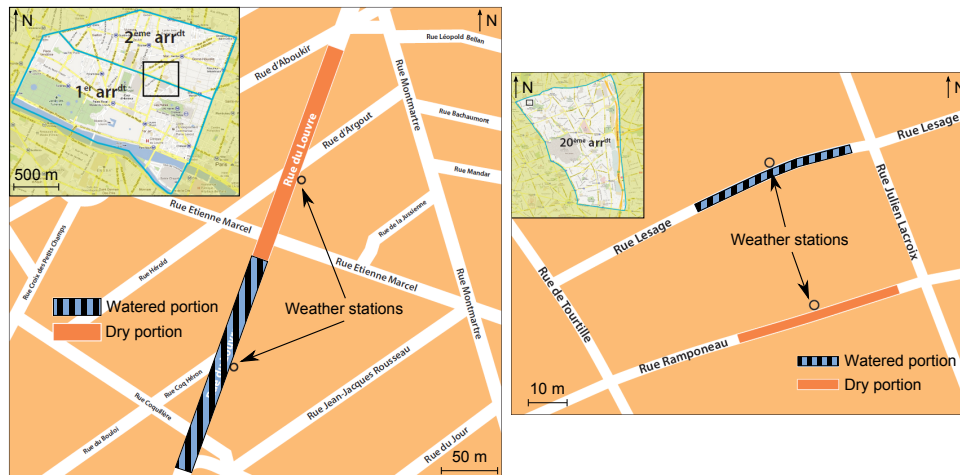 N
2ème arrdt
1er arrdt
500 m
N
Rue d'Aboukir
Rue Léopold Bellan
Rue Montmartre
Rue d'Argout
Rue Bachaumont
Rue du Louvre
Rue Mandar
Rue de la Jussienne
Rue Etienne Marcel
Rue Croix des Petits Champs
Rue Hérold
Rue Etienne Marcel
Rue Montmartre
Weather stations
Watered portion
Dry portion
Rue Coq Héron
Rue Jean-Jacques Rousseau
Rue Coquillière
Rue du Bouloi
Rue du Jour
50 m
N
20ème arrdt
N
Rue Lesage
Rue Lesage
Rue Julien Lacroix
Weather stations
Rue de Tourtille
Rue Ramponeau
Watered portion
Dry portion
10 m